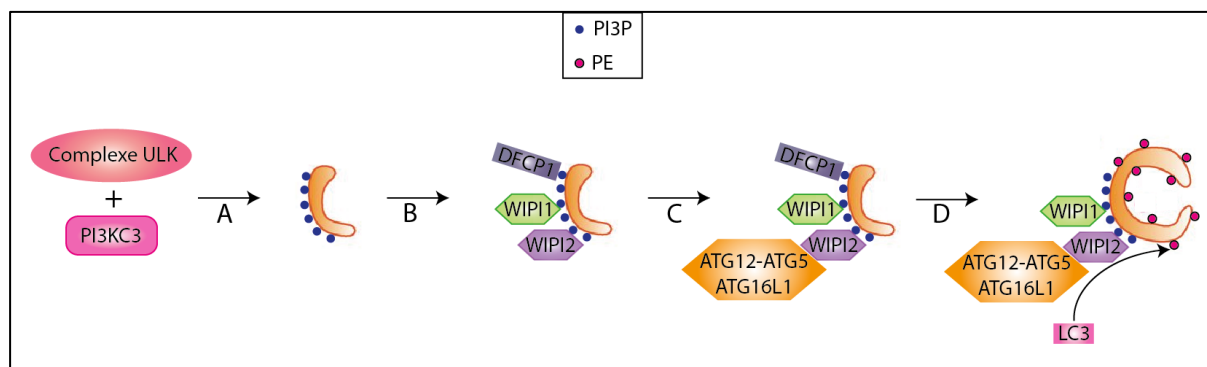 PI3P
PE
Complexe ULK
+
PI3KC3
A
B
DFCP1
WIPI1
WIPI2
C
DFCP1
WIPI1
WIPI2
ATG12-ATG5
ATG16L1
D
WIPI1
WIPI2
ATG12-ATG5
ATG16L1
LC3